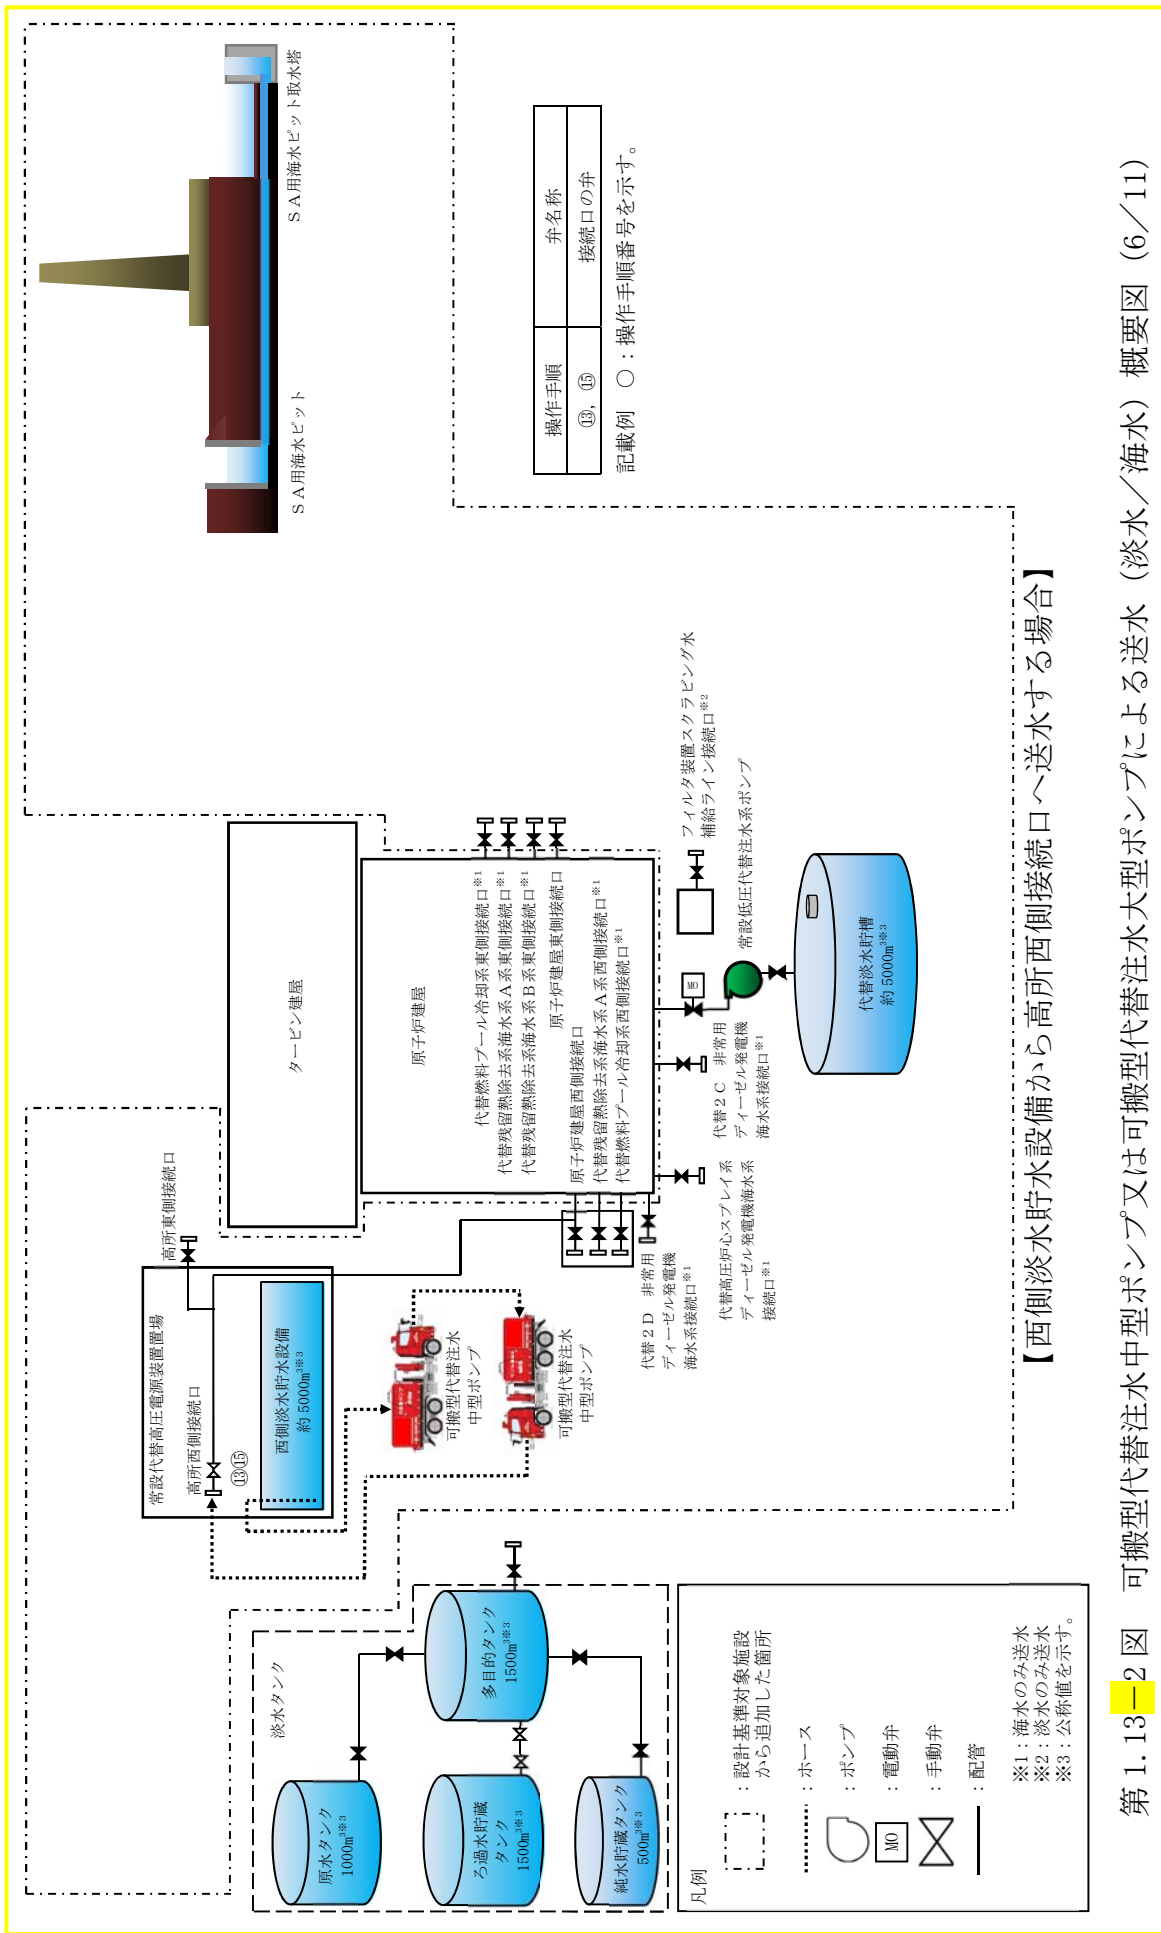 ＳＡ用海水ピット取水塔
ＳＡ用海水ピット
操作手順
弁名称
⑬，⑮
接続口の弁
記載例　○：操作手順番号を示す。
タービン建屋
原子炉建屋
代替燃料プール冷却系東側接続口※1
代替残留熱除去系海水系Ａ系東側接続口※1
代替残留熱除去系海水系Ｂ系東側接続口※1
原子炉建屋東側接続口
原子炉建屋西側接続口
代替残留熱除去系海水系Ａ系西側接続口※1
代替燃料プール冷却系西側接続口※1
フィルタ装置スクラビング水
補給ライン接続口※2
常設低圧代替注水系ポンプ
MO
代替淡水貯槽
約 5000m3※3
代替２Ｃ　非常用
ディーゼル発電機
海水系接続口※1
代替高圧炉心スプレイ系
ディーゼル発電機海水系
接続口※1
代替２Ｄ　非常用
ディーゼル発電機
海水系接続口※1
高所東側接続口
常設代替高圧電源装置置場
高所西側接続口
⑬⑮
西側淡水貯水設備
約 5000m3※3
可搬型代替注水
中型ポンプ
可搬型代替注水
中型ポンプ
淡水タンク
原水タンク
1000m3※3
多目的タンク
1500m3※3
ろ過水貯蔵
タンク
1500m3※3
純水貯蔵タンク
500m3※3
凡例
：設計基準対象施設
から追加した箇所
：ホース
：ポンプ
MO
：電動弁
：手動弁
：配管
※1：海水のみ送水
※2：淡水のみ送水
※3：公称値を示す。
【西側淡水貯水設備から高所西側接続口へ送水する場合】
第 1.13－2 図　可搬型代替注水中型ポンプ又は可搬型代替注水大型ポンプによる送水（淡水／海水）概要図（6／11）